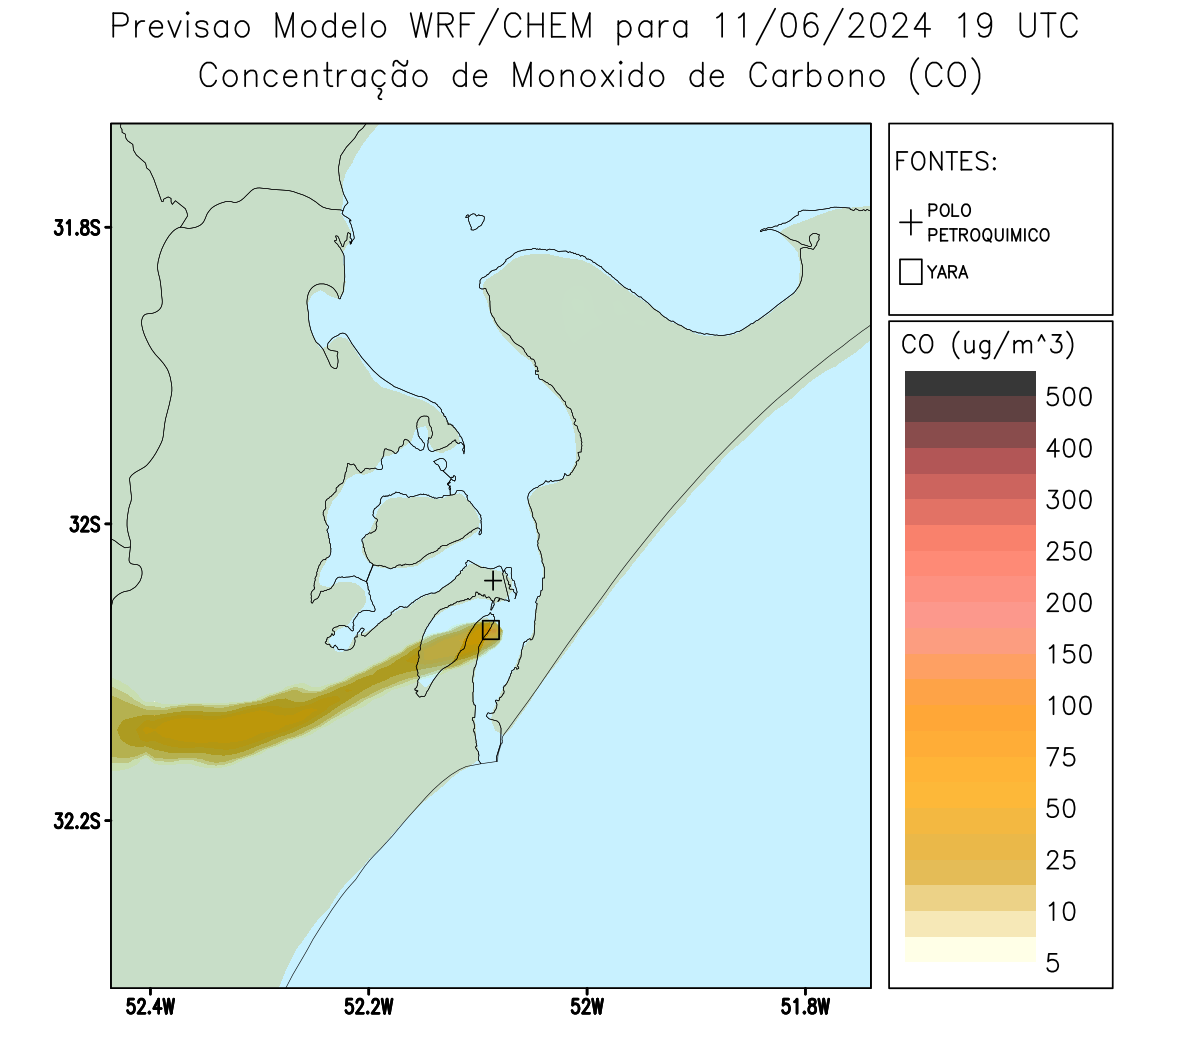 Previsao Modelo WRF/CHEM para 11/06/2024 19 UTC
Concentração de Monoxido de Carbono (CO)
FONTES:
POLO
PETROQUIMICO
YARA
CO (ug/m^3)
500
400
300
250
200
150
100
75
50
25
10
5
31.8S
32S
32.2S
52.4W
52.2W
52W
51.8W